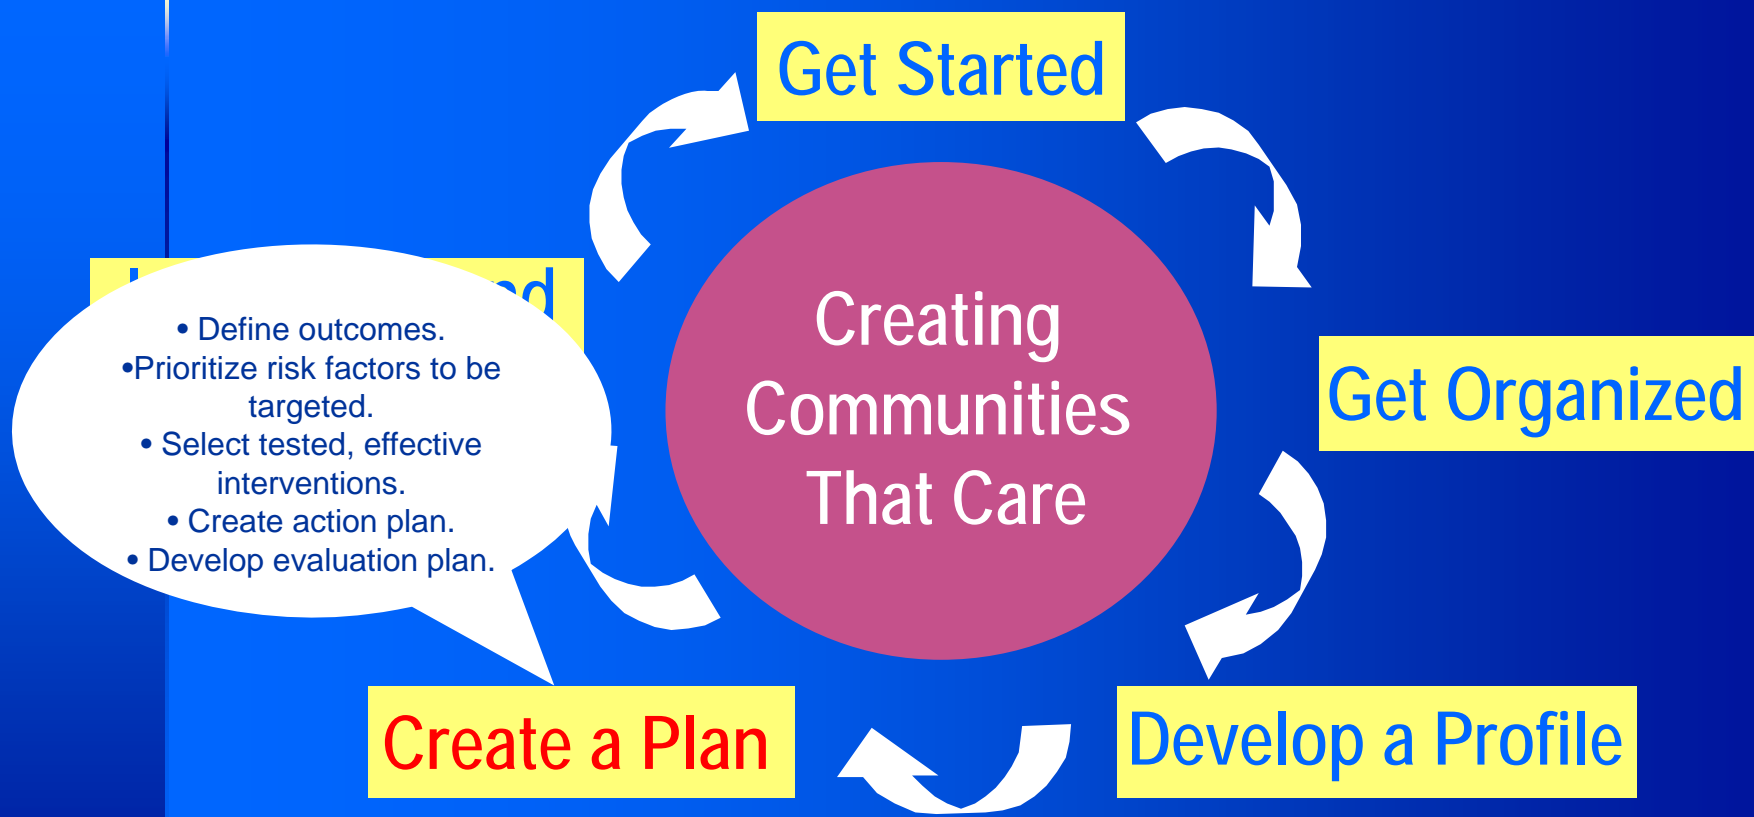 Get Started
• Define outcomes.
•Prioritize risk factors to be
targeted.
• Select tested, effective
interventions.
• Create action plan.
• Develop evaluation plan.
Creating
Communities
That Care
Get Organized
Create a Plan
Develop a Profile